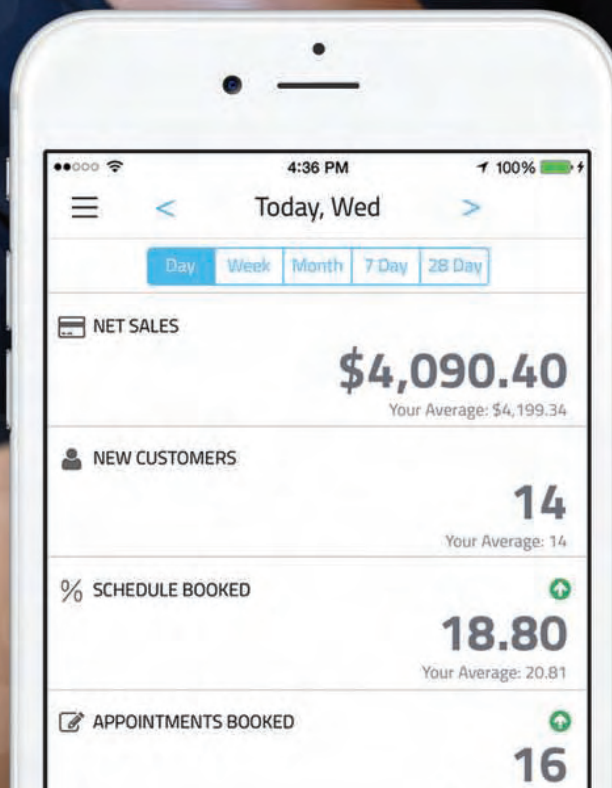 4:36 PM
100%
< Today, Wed >
Day Week Month 7 Day 28 Day
NET SALES
$4,090.40
Your Average: $4,199.34
NEW CUSTOMERS
14
Your Average: 14
% SCHEDULE BOOKED
18.80
Your Average: 20.81
APPOINTMENTS BOOKED
16